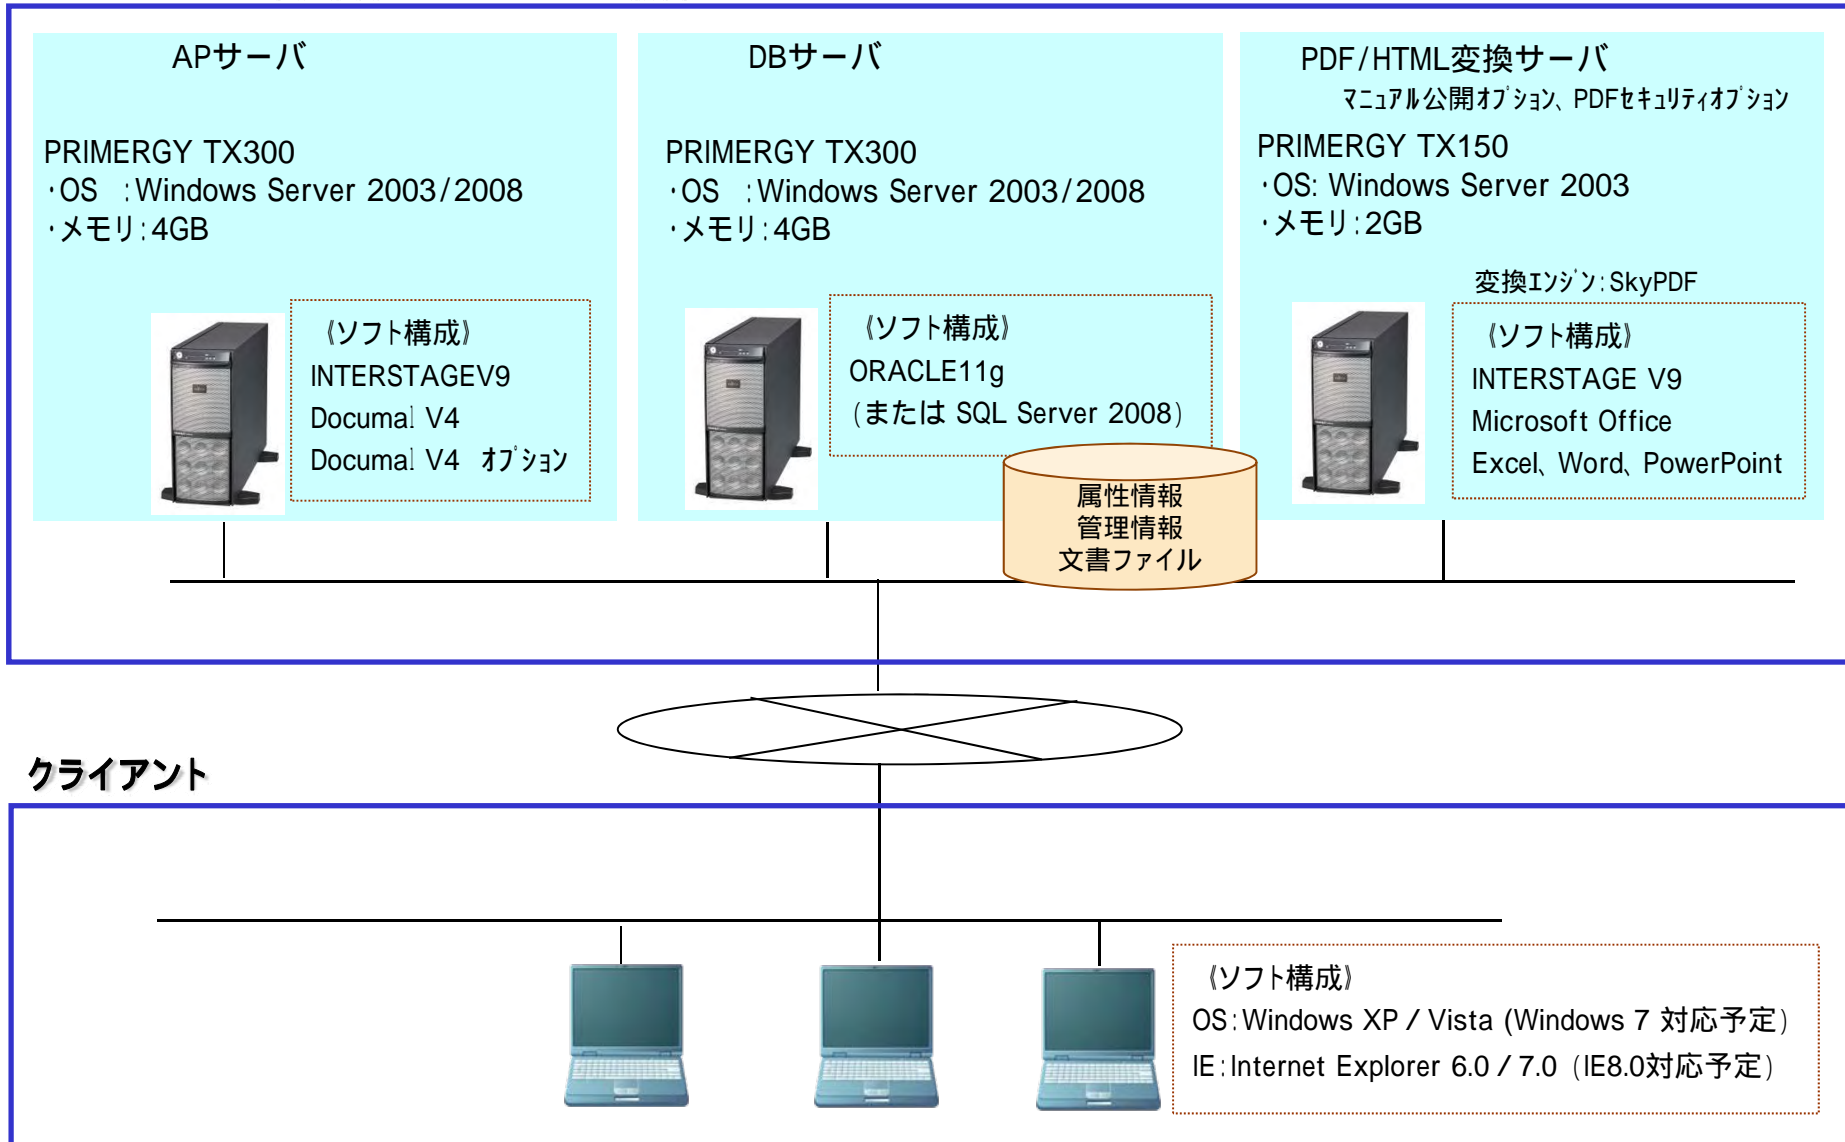 APサーバ
PRIMERGY TX300
・OS :Windows Server 2003/2008
・メモリ:4GB
《ソフト構成》
INTERSTAGEV9
Documal V4
Documal V4 ｵﾌﾟｼｮﾝ
DBサーバ
PRIMERGY TX300
・OS :Windows Server 2003/2008
・メモリ:4GB
《ソフト構成》
ORACLE11g
(または SQL Server 2008)
属性情報
管理情報
文書ファイル
PDF/HTML変換サーバ
ﾏﾆｭｱﾙ公開ｵﾌﾟｼｮﾝ、PDFｾｷｭﾘﾃｨｵﾌﾟｼｮﾝ
PRIMERGY TX150
・OS: Windows Server 2003
・メモリ:2GB
変換ｴﾝｼﾞﾝ:SkyPDF
《ソフト構成》
INTERSTAGE V9
Microsoft Office
Excel、Word、PowerPoint
クライアント
《ソフト構成》
OS:Windows XP / Vista (Windows 7 対応予定)
IE:Internet Explorer 6.0 / 7.0 (IE8.0対応予定)